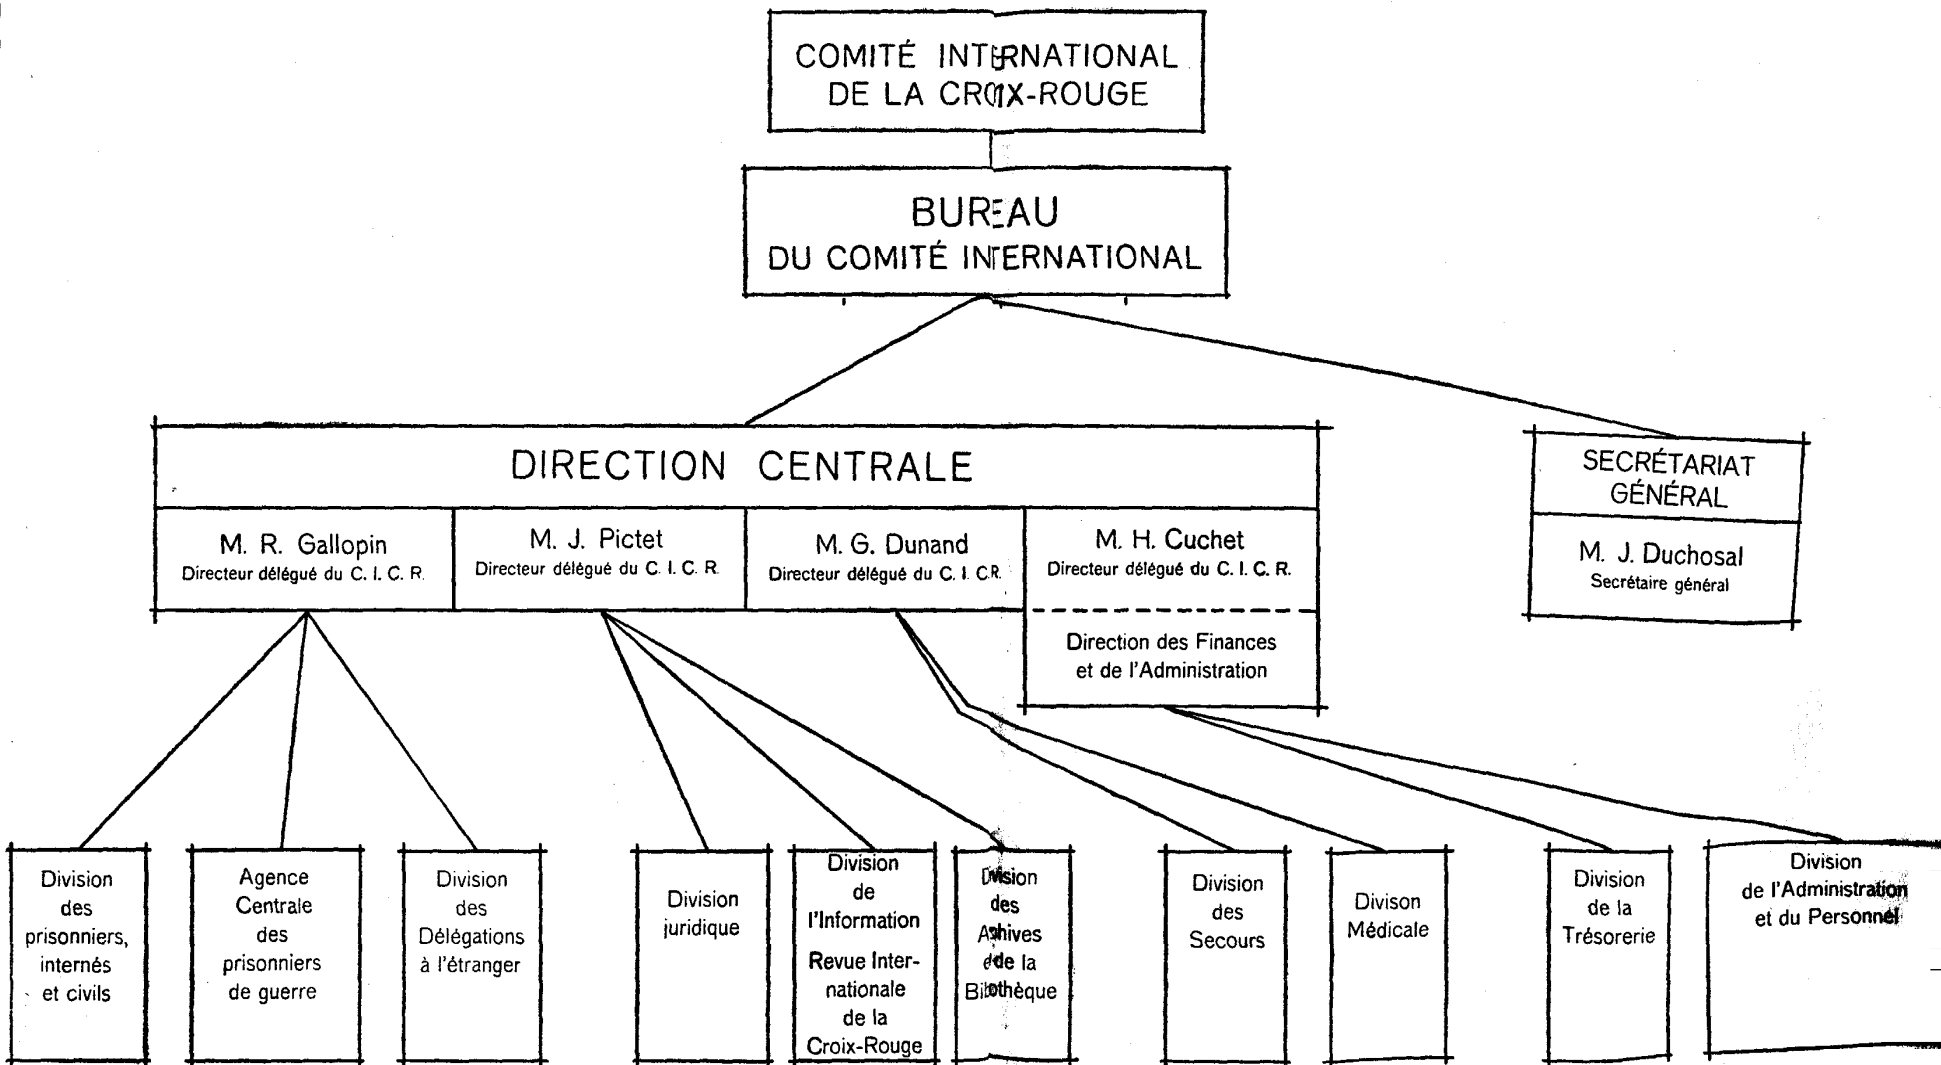 COMITÉ INTERNATIONAL
DE LA CROIX-ROUGE
BUREAU
DU COMITÉ INTERNATIONAL
DIRECTION CENTRALE
M. R. Gallopin
Directeur délégué du C. I. C. R.
M. J. Pictet
Directeur délégué du C. I. C. R.
M. G. Dunand
Directeur délégué du C. I. C. R.
M. H. Cuchet
Directeur délégué du C. I. C. R.
Direction des Finances
et de l'Administration
SECRÉTARIAT
GÉNÉRAL
M. J. Duchosal
Secrétaire général
Division
des
prisonniers,
internés
et civils
Agence
Centrale
des
prisonniers
de guerre
Division
des
Délégations
à l'étranger
Division
juridique
Division
de
l'Information
Revue Inter-
nationale
de la
Croix-Rouge
Division
des
Archives
de la
Bibliothèque
Division
des
Secours
Divison
Médicale
Division
de la
Trésorerie
Division
de l'Administration
et du Personnel